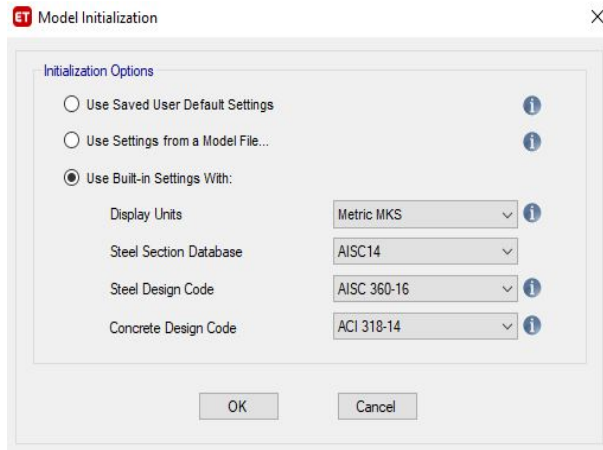 ET Model Initialization
Initialization Options
Use Saved User Default Settings
Use Settings from a Model File...
Use Built-in Settings With:
Display Units Metric MKS
Steel Section Database AISC14
Steel Design Code AISC 360-16
Concrete Design Code ACI 318-14
OK Cancel